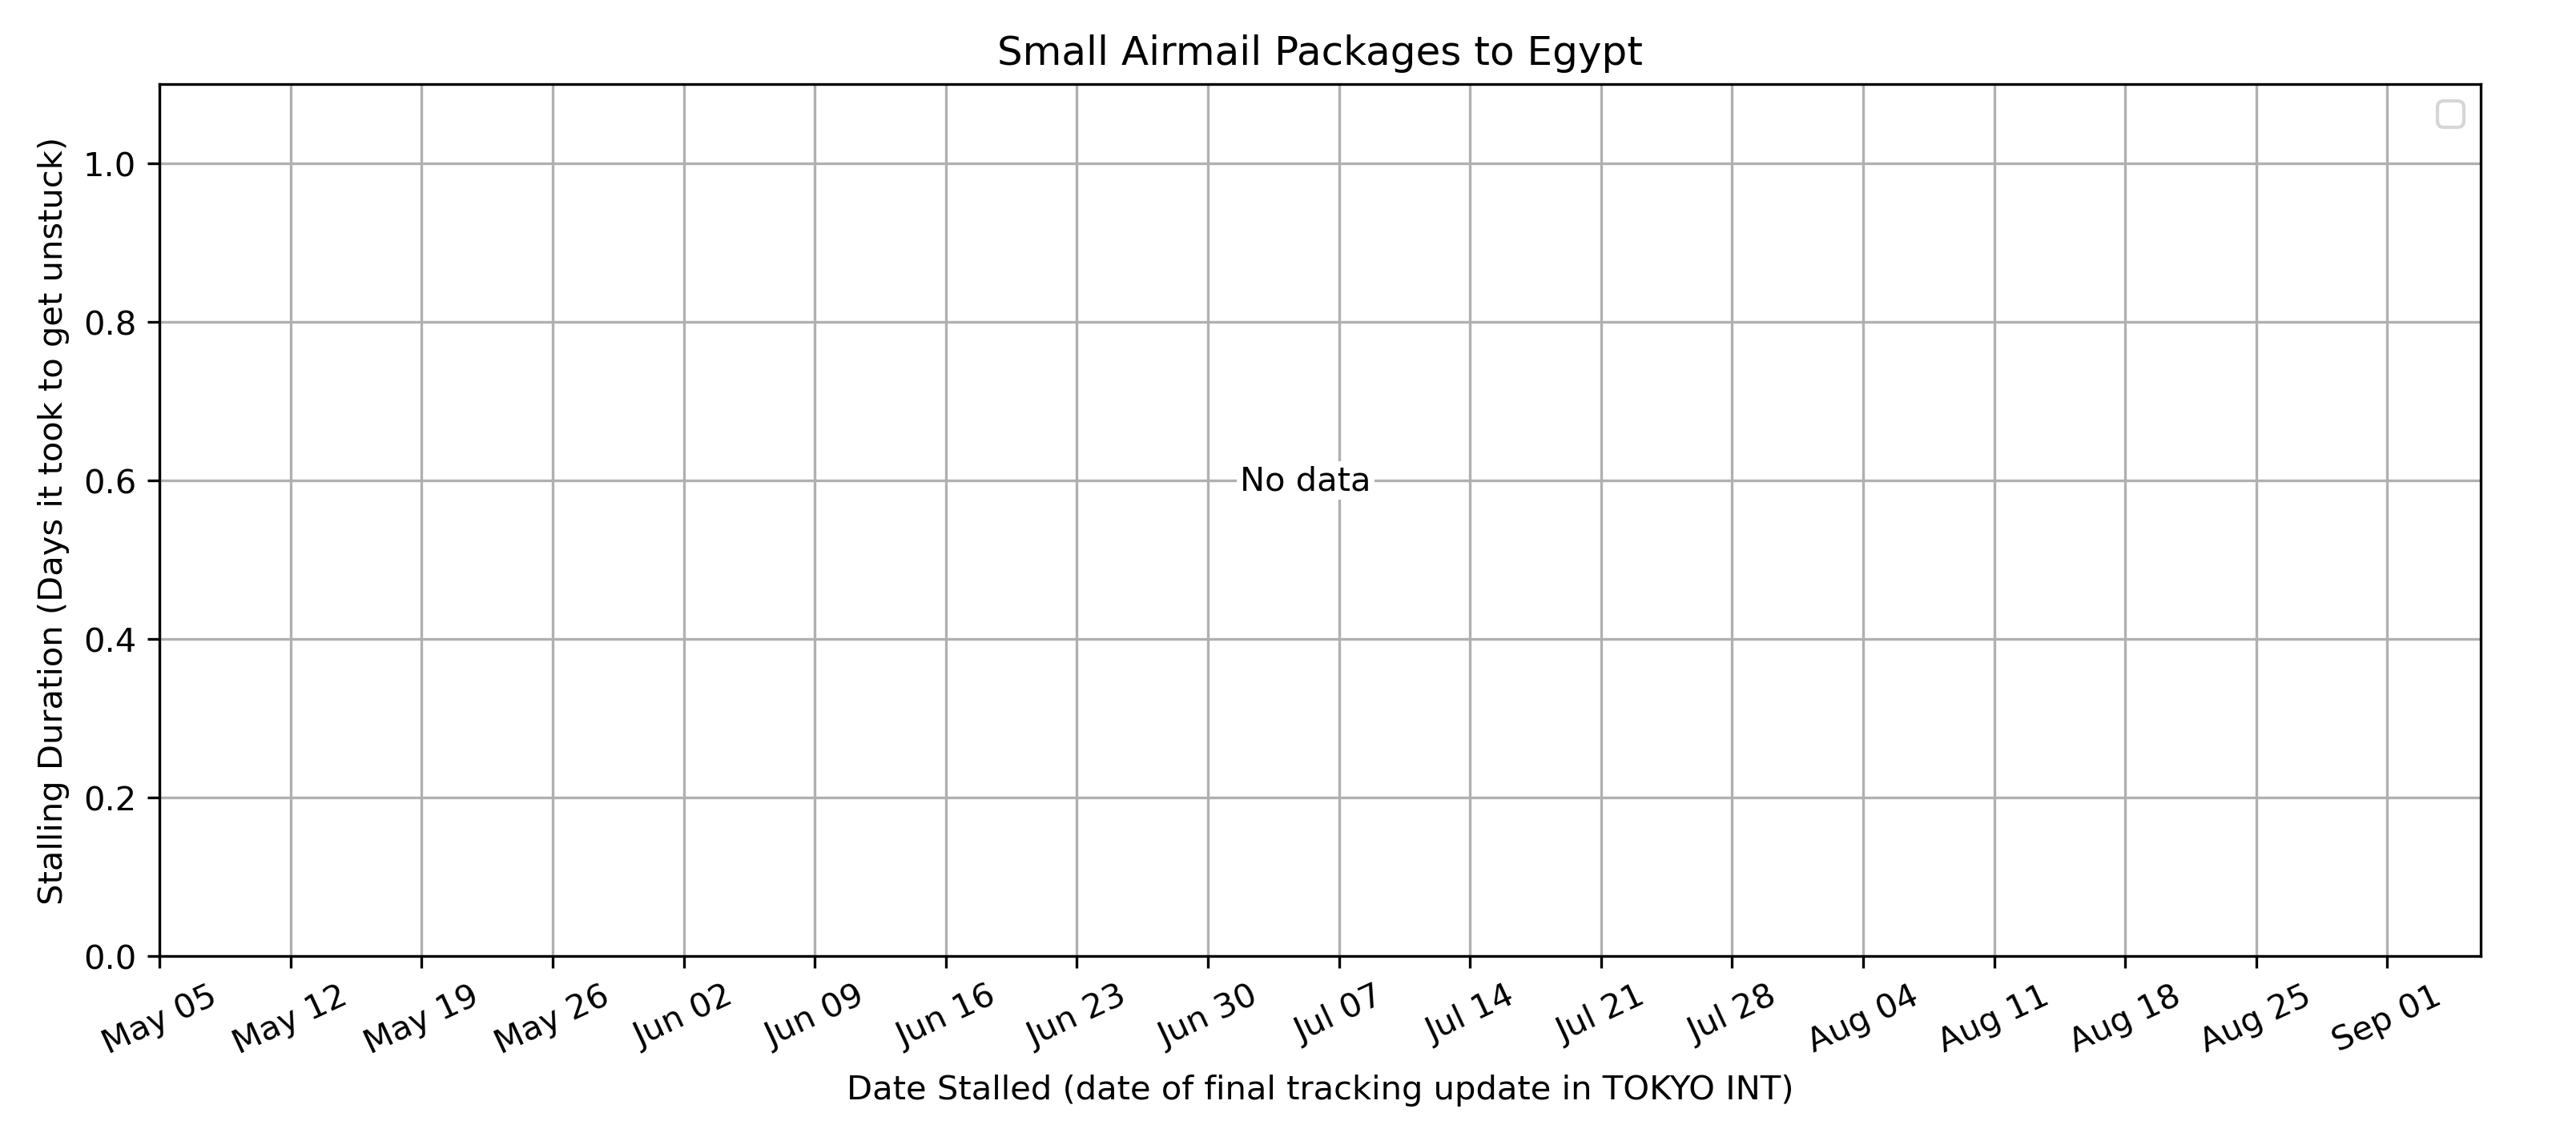 Small Airmail Packages to Egypt
Stalling Duration (Days it took to get unstuck)
1.0
0.8
0.6
0.4
0.2
0.0
No data
May 05
May 12
May 19
May 26
Jun 02
Jun 09
Jun 16
Jun 23
Jun 30
Jul 07
Jul 14
Jul 21
Jul 28
Aug 04
Aug 11
Aug 18
Aug 25
Sep 01
Date Stalled (date of final tracking update in TOKYO INT)